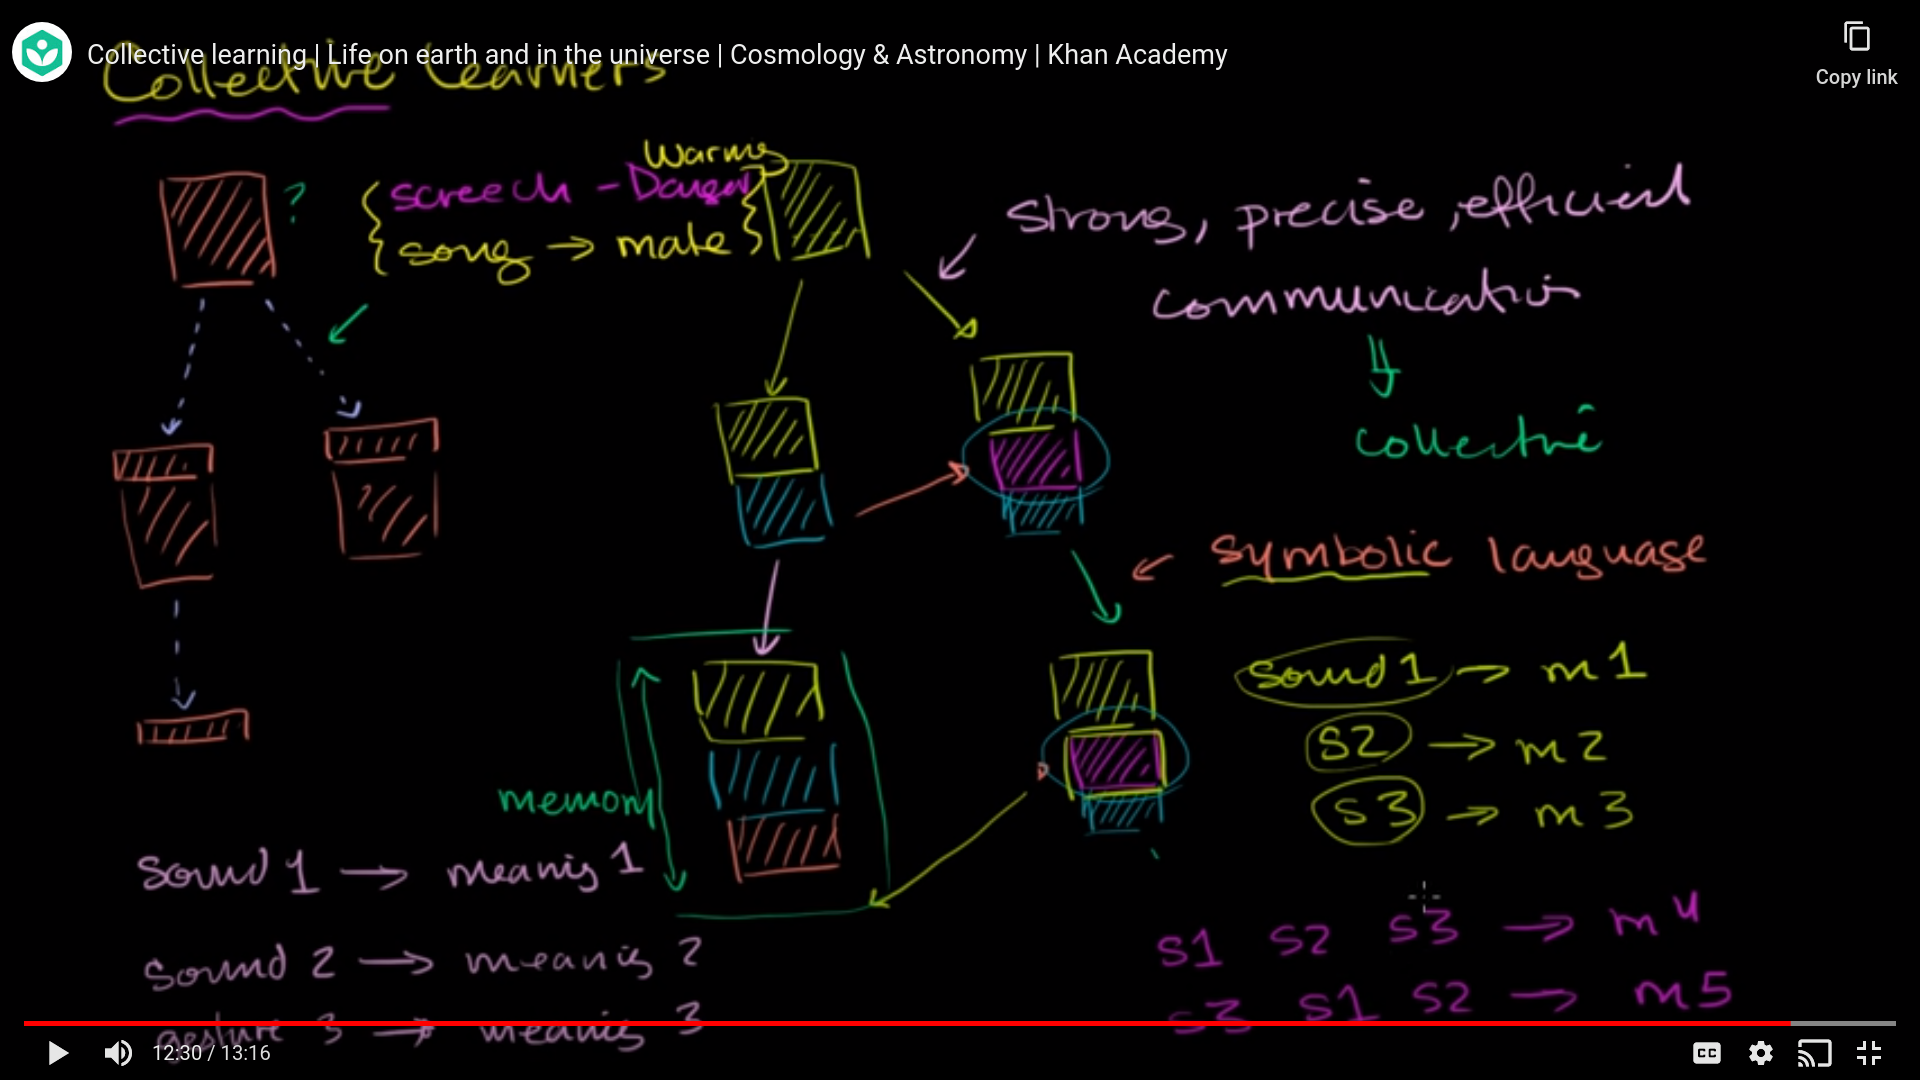 Collective learning | Life on earth and in the universe | Cosmology & Astronomy | Khan Academy
Copy link
Collective Learners
Warning
screech - Danger
song → mate
?
strong, precise, efficient
communication
collective
symbolic language
sound 1 → m1
s2 → m2
s3 → m3
memory
sound 1 → meaning 1
sound 2 → meaning 2
gesture 3 → meaning 3
s1 s2 s3 → m4
s3 s1 s2 → m5
12:30 / 13:16
CC